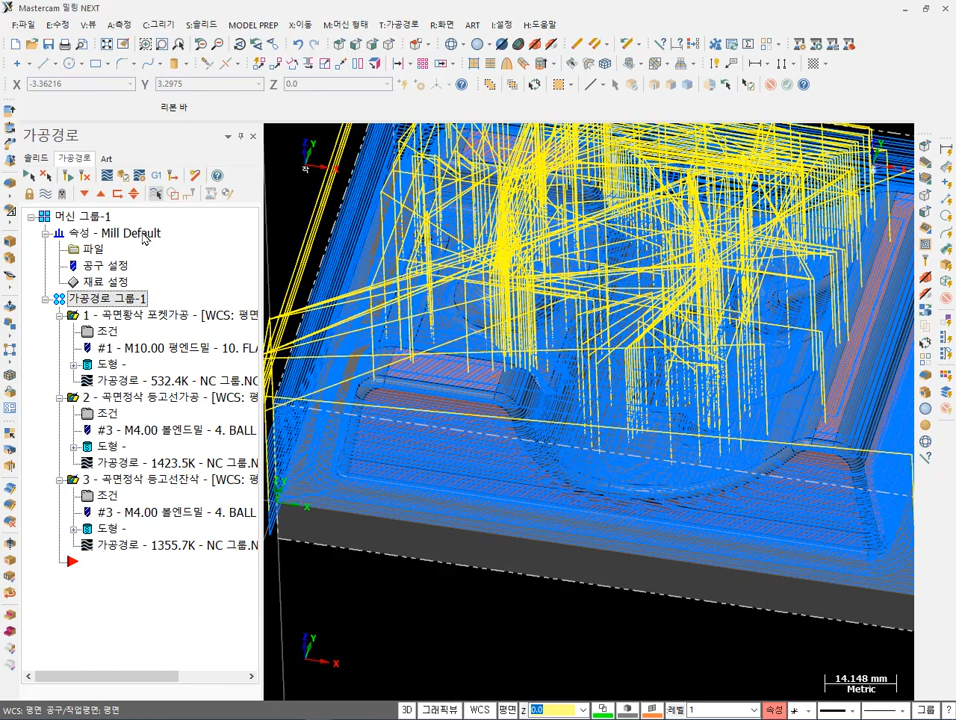 Mastercam 밀링 NEXT
F:파일 E:수정 V:뷰 A:측정 C:그리기 S:솔리드 MODEL PREP X:이동 M:머신 형태 T:가공경로 R:화면 ART I:설정 H:도움말
X -3.36216 Y 3.2975 Z 0.0
리본 바
가공경로
솔리드 가공경로 Art
G1
머신 그룹-1
속성 - Mill Default
파일
공구 설정
재료 설정
가공경로 그룹-1
1 - 곡면황삭 포켓가공 - [WCS: 평면
조건
#1 - M10.00 평엔드밀 - 10. FLA
도형 -
가공경로 - 532.4K - NC 그룹.NC
2 - 곡면정삭 등고선가공 - [WCS: 평
조건
#3 - M4.00 볼엔드밀 - 4. BALL
도형 -
가공경로 - 1423.5K - NC 그룹.N
3 - 곡면정삭 등고선잔삭 - [WCS: 평
조건
#3 - M4.00 볼엔드밀 - 4. BALL
도형 -
가공경로 - 1355.7K - NC 그룹.N
Y
X
작
Y
Y
X
Y
X
14.148 mm
Metric
WCS: 평면 공구/작업평면: 평면 3D 그래픽뷰 WCS 평면 Z 0.0 레벨 1 속성 그룹